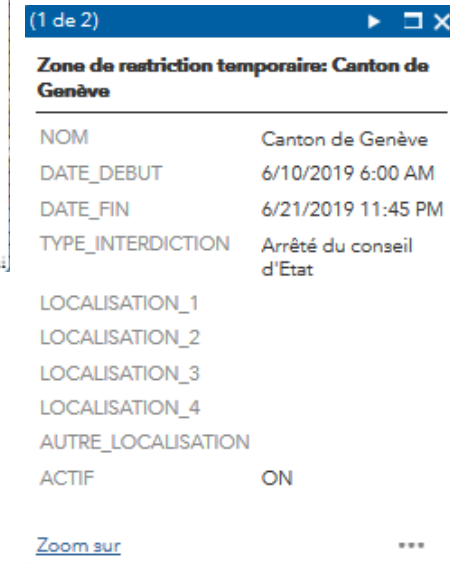 (1 de 2)
Zone de restriction temporaire: Canton de
Genève
NOM Canton de Genève
DATE_DEBUT 6/10/2019 6:00 AM
DATE_FIN 6/21/2019 11:45 PM
TYPE_INTERDICTION Arrêté du conseil
d'Etat
LOCALISATION_1
LOCALISATION_2
LOCALISATION_3
LOCALISATION_4
AUTRE_LOCALISATION
ACTIF ON
Zoom sur